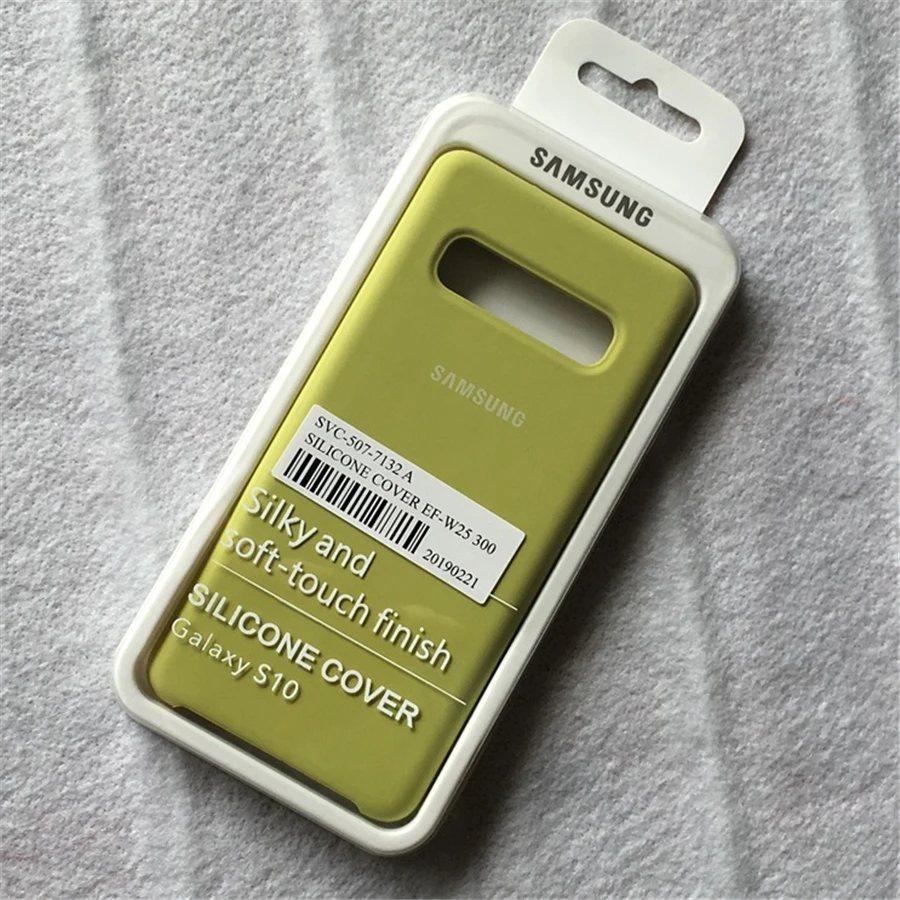 SAMSUNG
SAMSUNG
SVC-507-7132 A
SILICONE COVER EF-W25 300
20190221
Silky and
soft-touch finish
SILICONE COVER
Galaxy S10